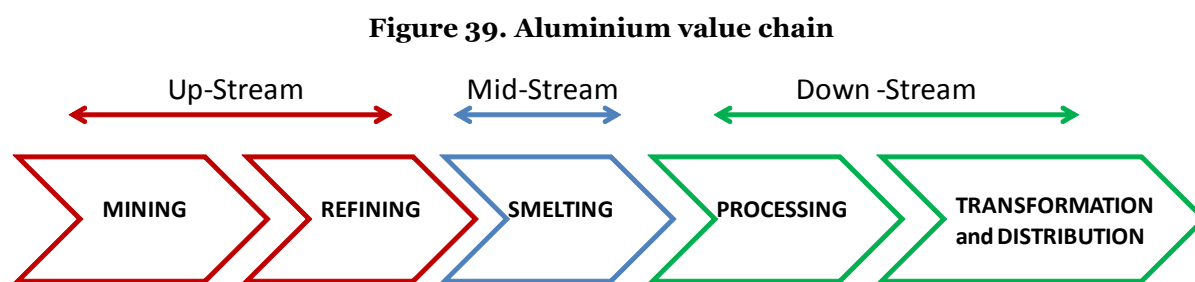 Figure 39. Aluminium value chain
Up-Stream
Mid-Stream
Down -Stream
MINING
REFINING
SMELTING
PROCESSING
TRANSFORMATION
and DISTRIBUTION